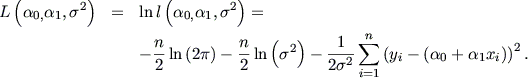 L(α₀,α₁,σ²) = ln l(α₀,α₁,σ²) =
−n/2 ln(2π) − n/2 ln(σ²) − 1/(2σ²) ∑ᵢ₌₁ⁿ (yᵢ − (α₀ + α₁xᵢ))².